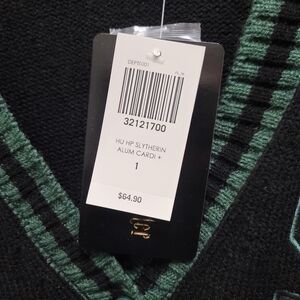 32121700
HU HP SLYTHERIN
ALUM CARDI +
1
$64.90